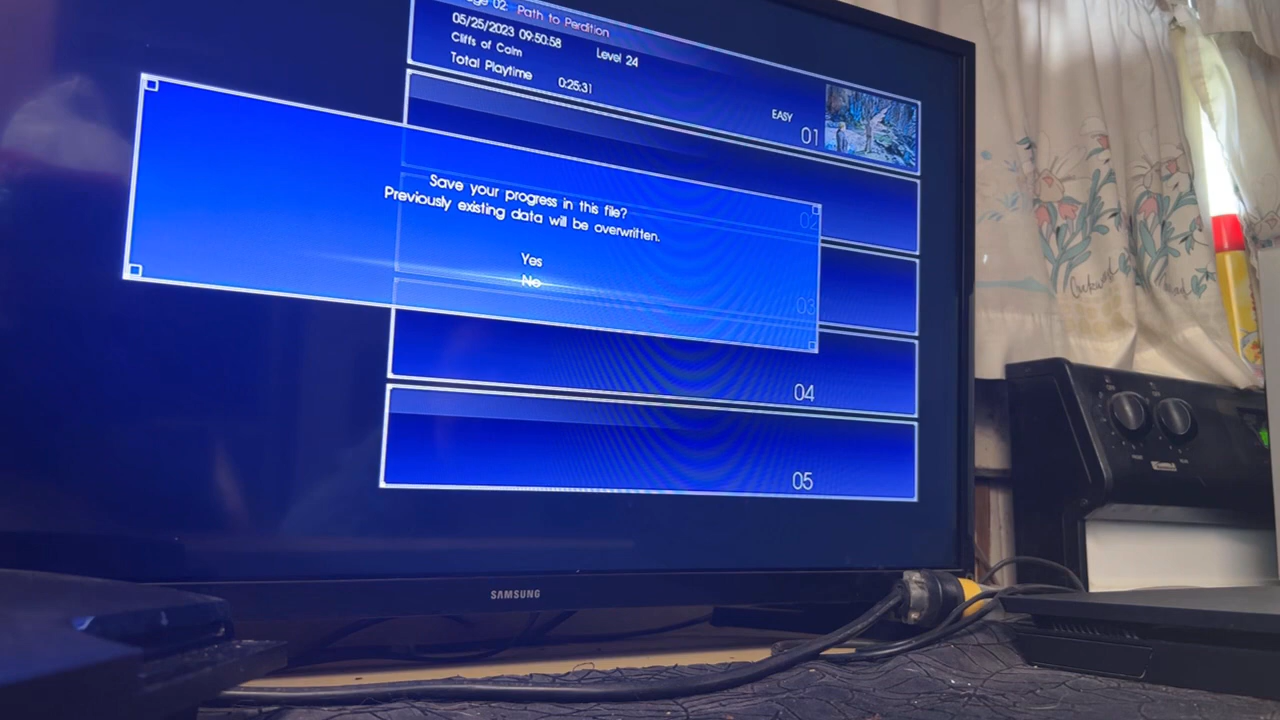 02: Path to Perdition
05/25/2023 09:50:58
Level 24
Cliffs of Calm
Total Playtime 0:25:31
EASY
01
Save your progress in this file?
Previously existing data will be overwritten.
02
Yes
No
03
04
05
SAMSUNG